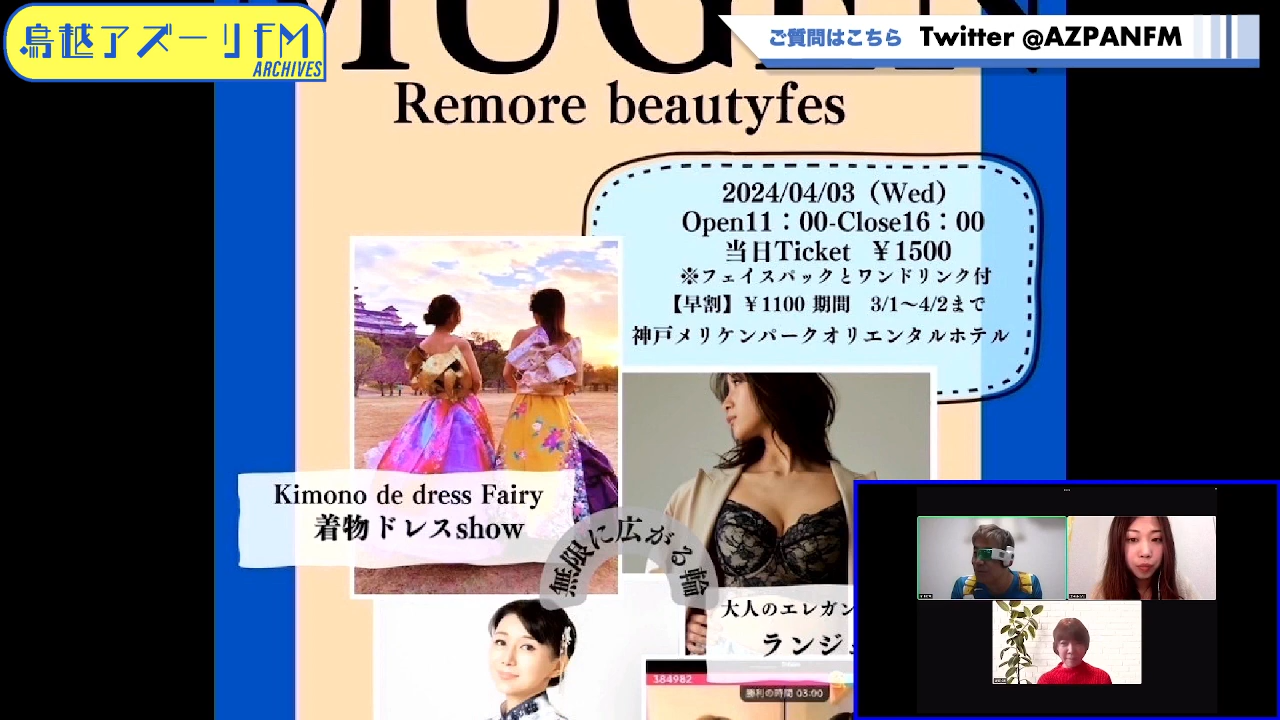 鳥越アズーリFM
ARCHIVES
ご質問はこちら Twitter @AZPANFM
MUGEN
Remore beautyfes
2024/04/03（Wed）
Open11：00-Close16：00
当日Ticket ￥1500
※フェイスパックとワンドリンク付
【早割】￥1100 期間 3/1〜4/2まで
神戸メリケンパークオリエンタルホテル
Kimono de dress Fairy
着物ドレスshow
無限に広がる輪
大人のエレガン
ランジ
384982
勝利の時間 03:00